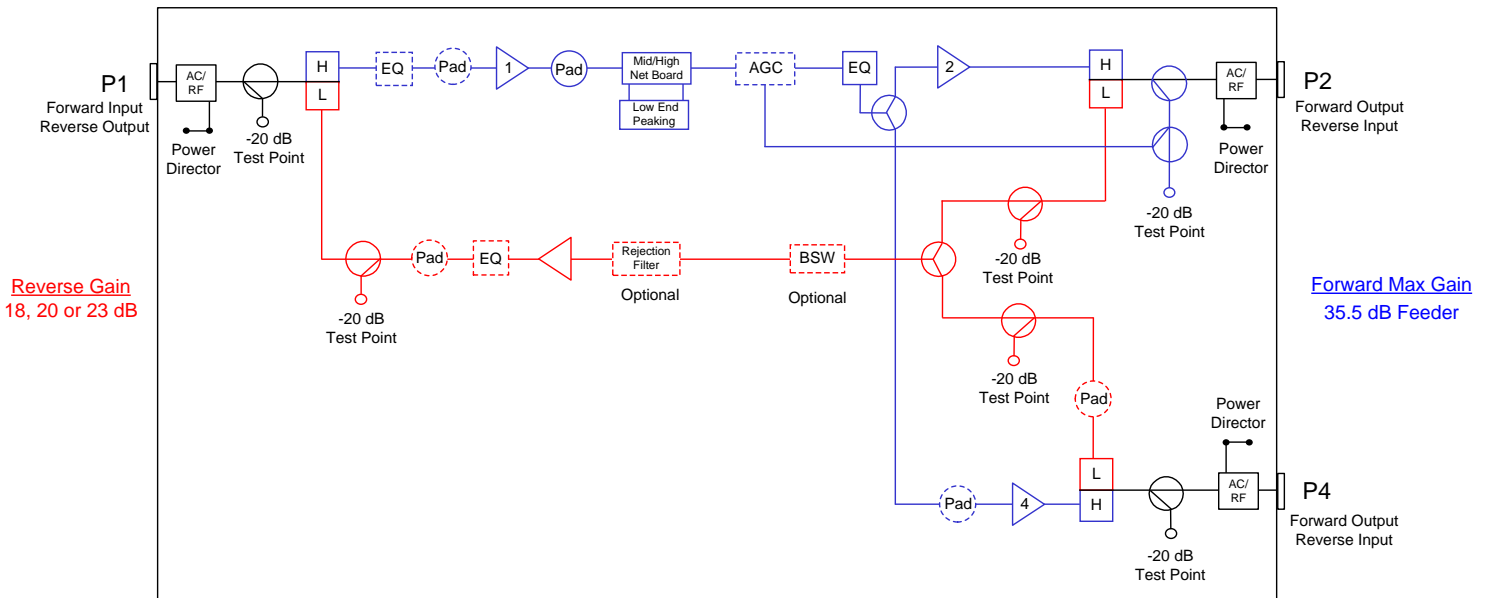 P1
Forward Input
Reverse Output
AC/
RF
Power
Director
-20 dB
Test Point
H
L
EQ
Pad
1
Pad
Mid/High
Net Board
Low End
Peaking
AGC
EQ
2
H
L
-20 dB
Test Point
AC/
RF
Power
Director
P2
Forward Output
Reverse Input
Reverse Gain
18, 20 or 23 dB
-20 dB
Test Point
Pad
EQ
Rejection
Filter
Optional
BSW
Optional
-20 dB
Test Point
-20 dB
Test Point
Pad
Forward Max Gain
35.5 dB Feeder
Pad
4
L
H
-20 dB
Test Point
Power
Director
AC/
RF
P4
Forward Output
Reverse Input